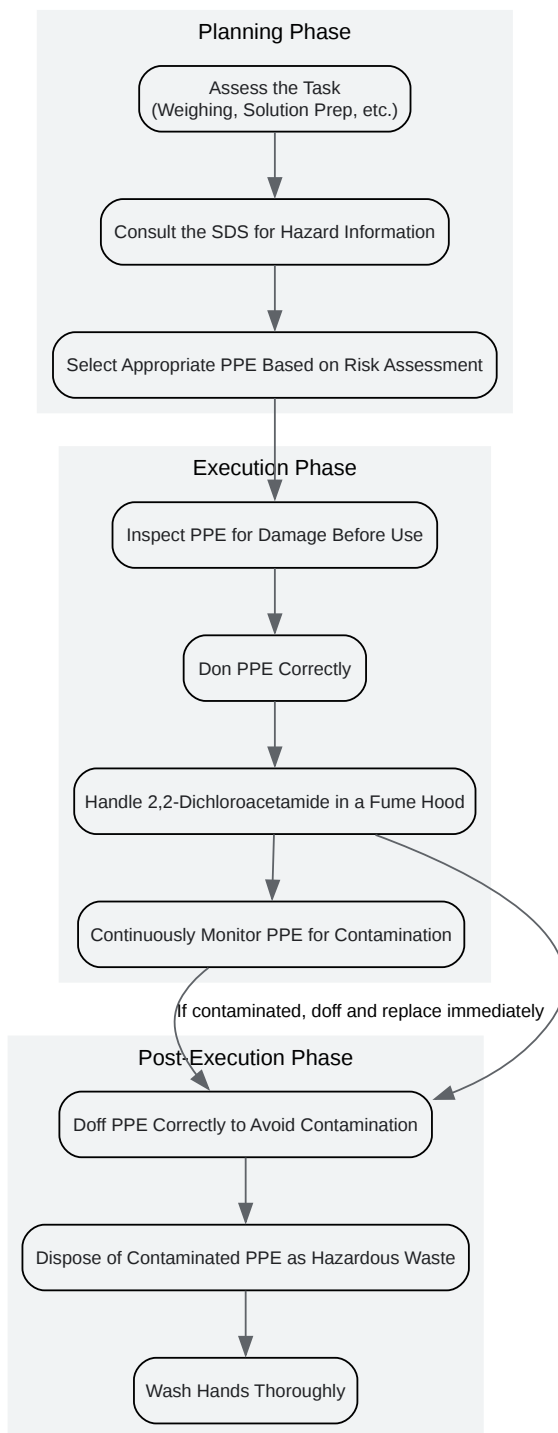 Planning Phase
Assess the Task
(Weighing, Solution Prep, etc.)
Consult the SDS for Hazard Information
Select Appropriate PPE Based on Risk Assessment
Execution Phase
Inspect PPE for Damage Before Use
Don PPE Correctly
Handle 2,2-Dichloroacetamide in a Fume Hood
Continuously Monitor PPE for Contamination
If contaminated, doff and replace immediately
Post-Execution Phase
Doff PPE Correctly to Avoid Contamination
Dispose of Contaminated PPE as Hazardous Waste
Wash Hands Thoroughly